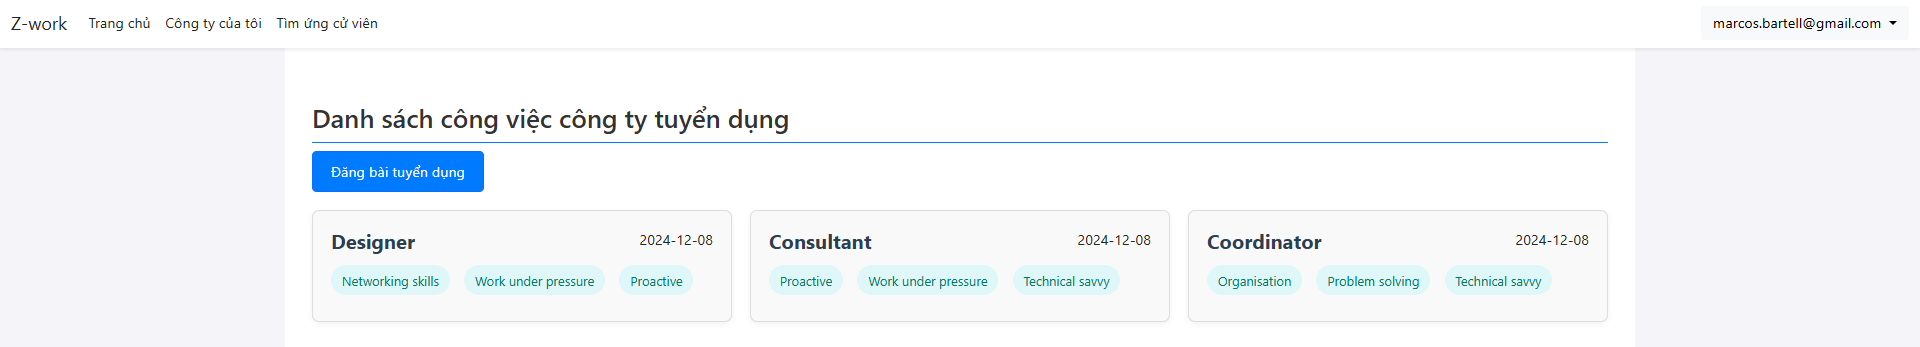 Z-work Trang chủ Công ty của tôi Tìm ứng cử viên marcos.bartell@gmail.com
Danh sách công việc công ty tuyển dụng
Đăng bài tuyển dụng
Designer 2024-12-08
Networking skills Work under pressure Proactive
Consultant 2024-12-08
Proactive Work under pressure Technical savvy
Coordinator 2024-12-08
Organisation Problem solving Technical savvy